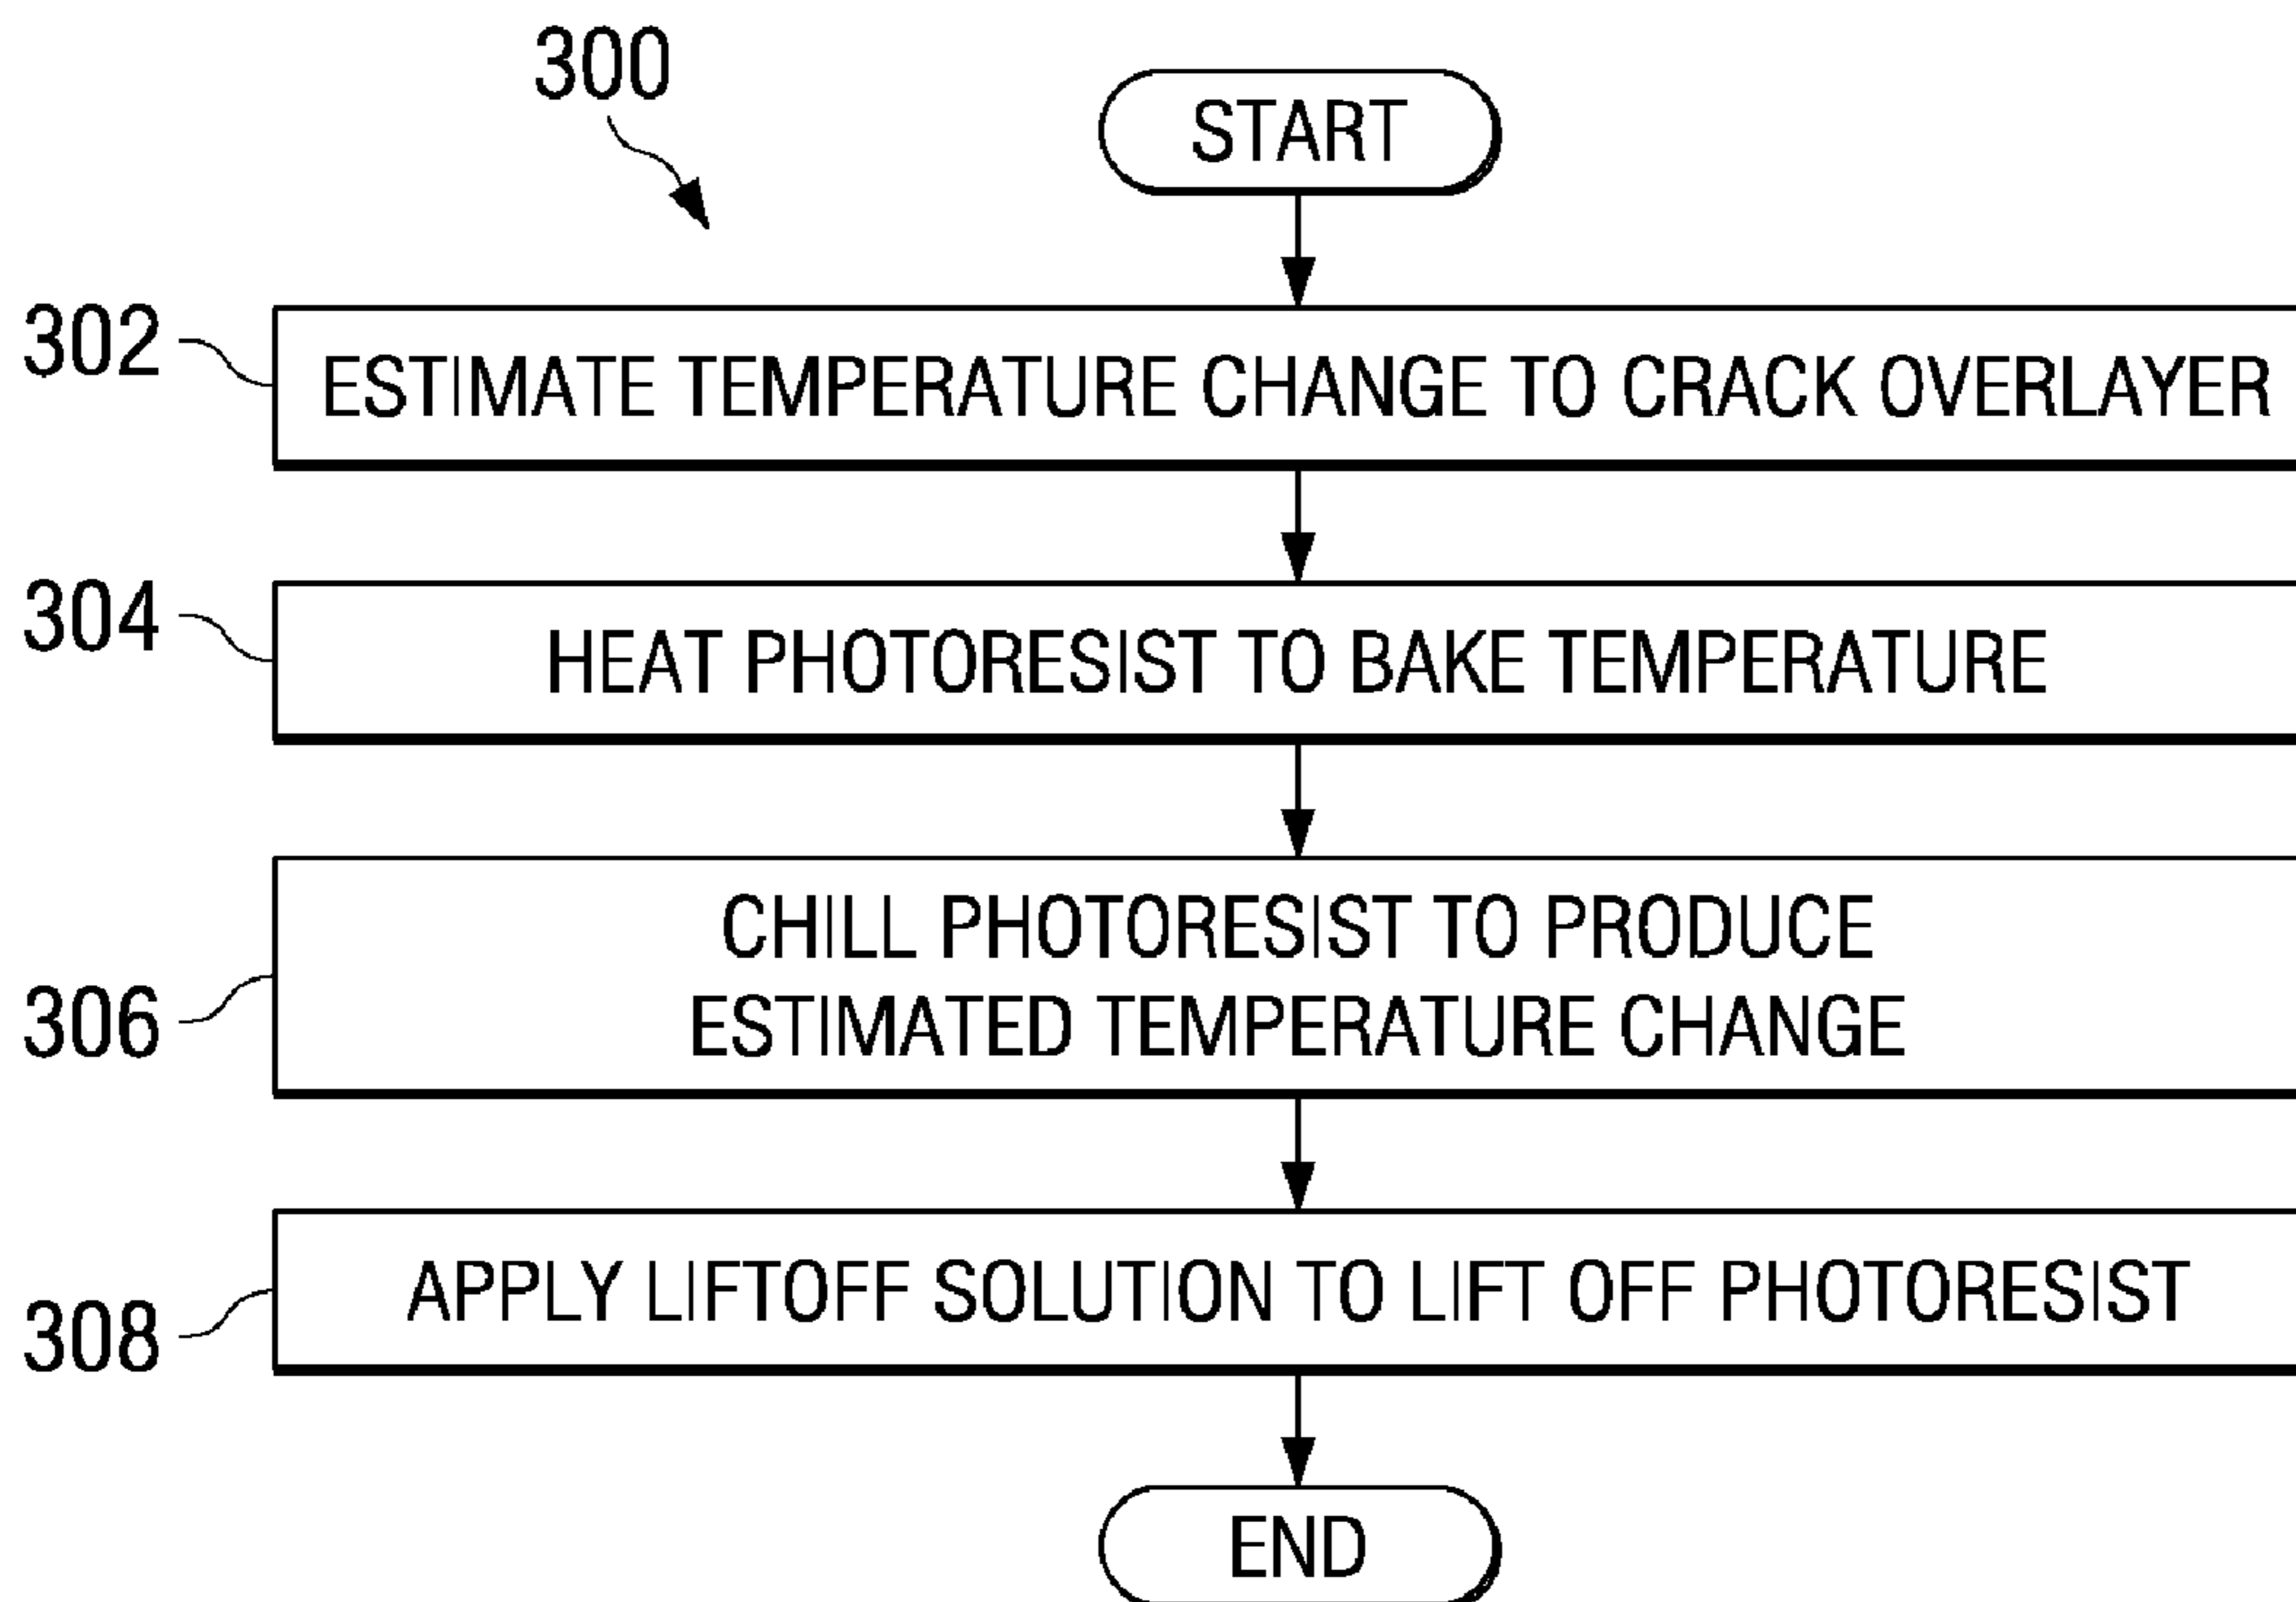 300
START
302
ESTIMATE TEMPERATURE CHANGE TO CRACK OVERLAYER
304
HEAT PHOTORESIST TO BAKE TEMPERATURE
306
CHILL PHOTORESIST TO PRODUCE
ESTIMATED TEMPERATURE CHANGE
308
APPLY LIFTOFF SOLUTION TO LIFT OFF PHOTORESIST
END